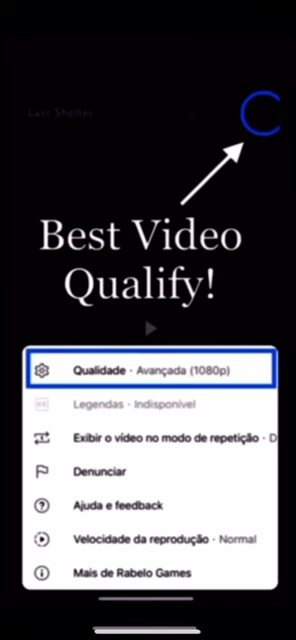 Last Shelter
Best Video
Qualify!
Qualidade · Avançada (1080p)
Legendas · Indisponível
Exibir o vídeo no modo de repetição · D
Denunciar
Ajuda e feedback
Velocidade da reprodução · Normal
Mais de Rabelo Games